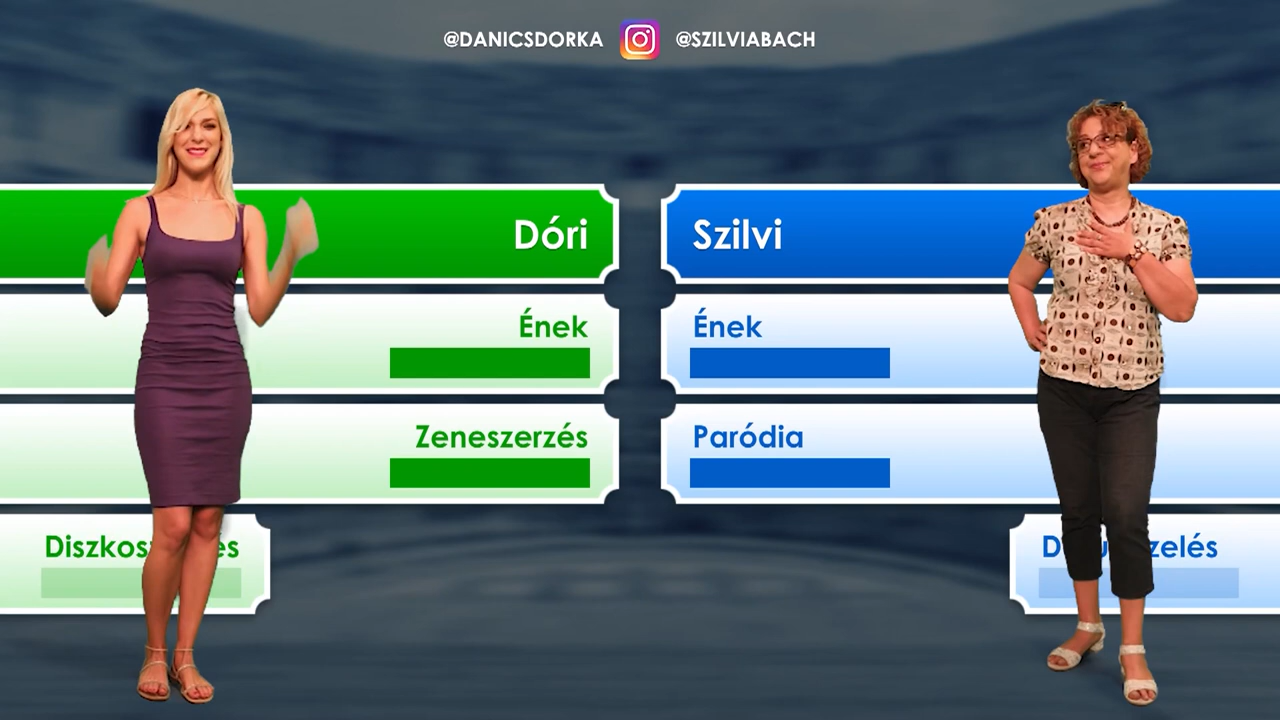 @DANICSDORKA @SZILVIABACH
Dóri
Szilvi
Ének
Ének
Zeneszerzés
Paródia